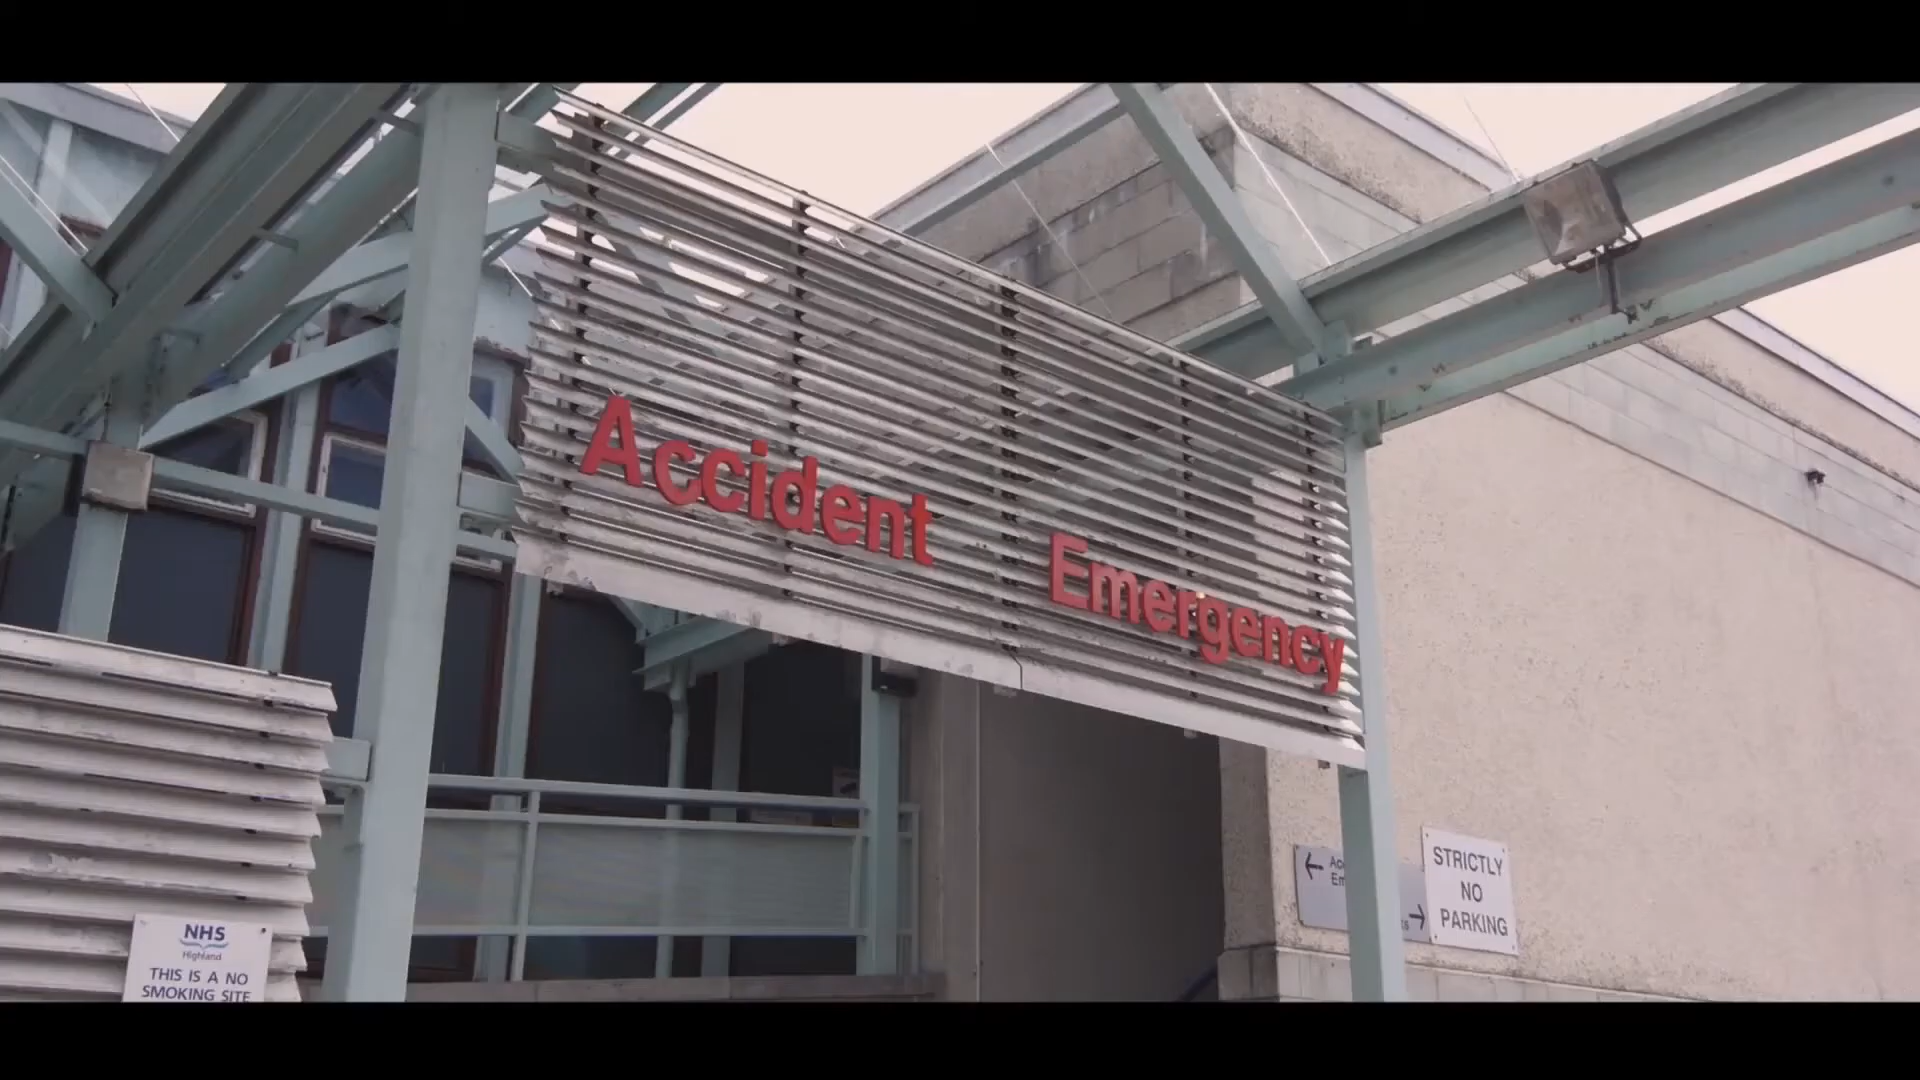 Accident Emergency
STRICTLY
NO
PARKING
NHS
Highland
THIS IS A NO
SMOKING SITE